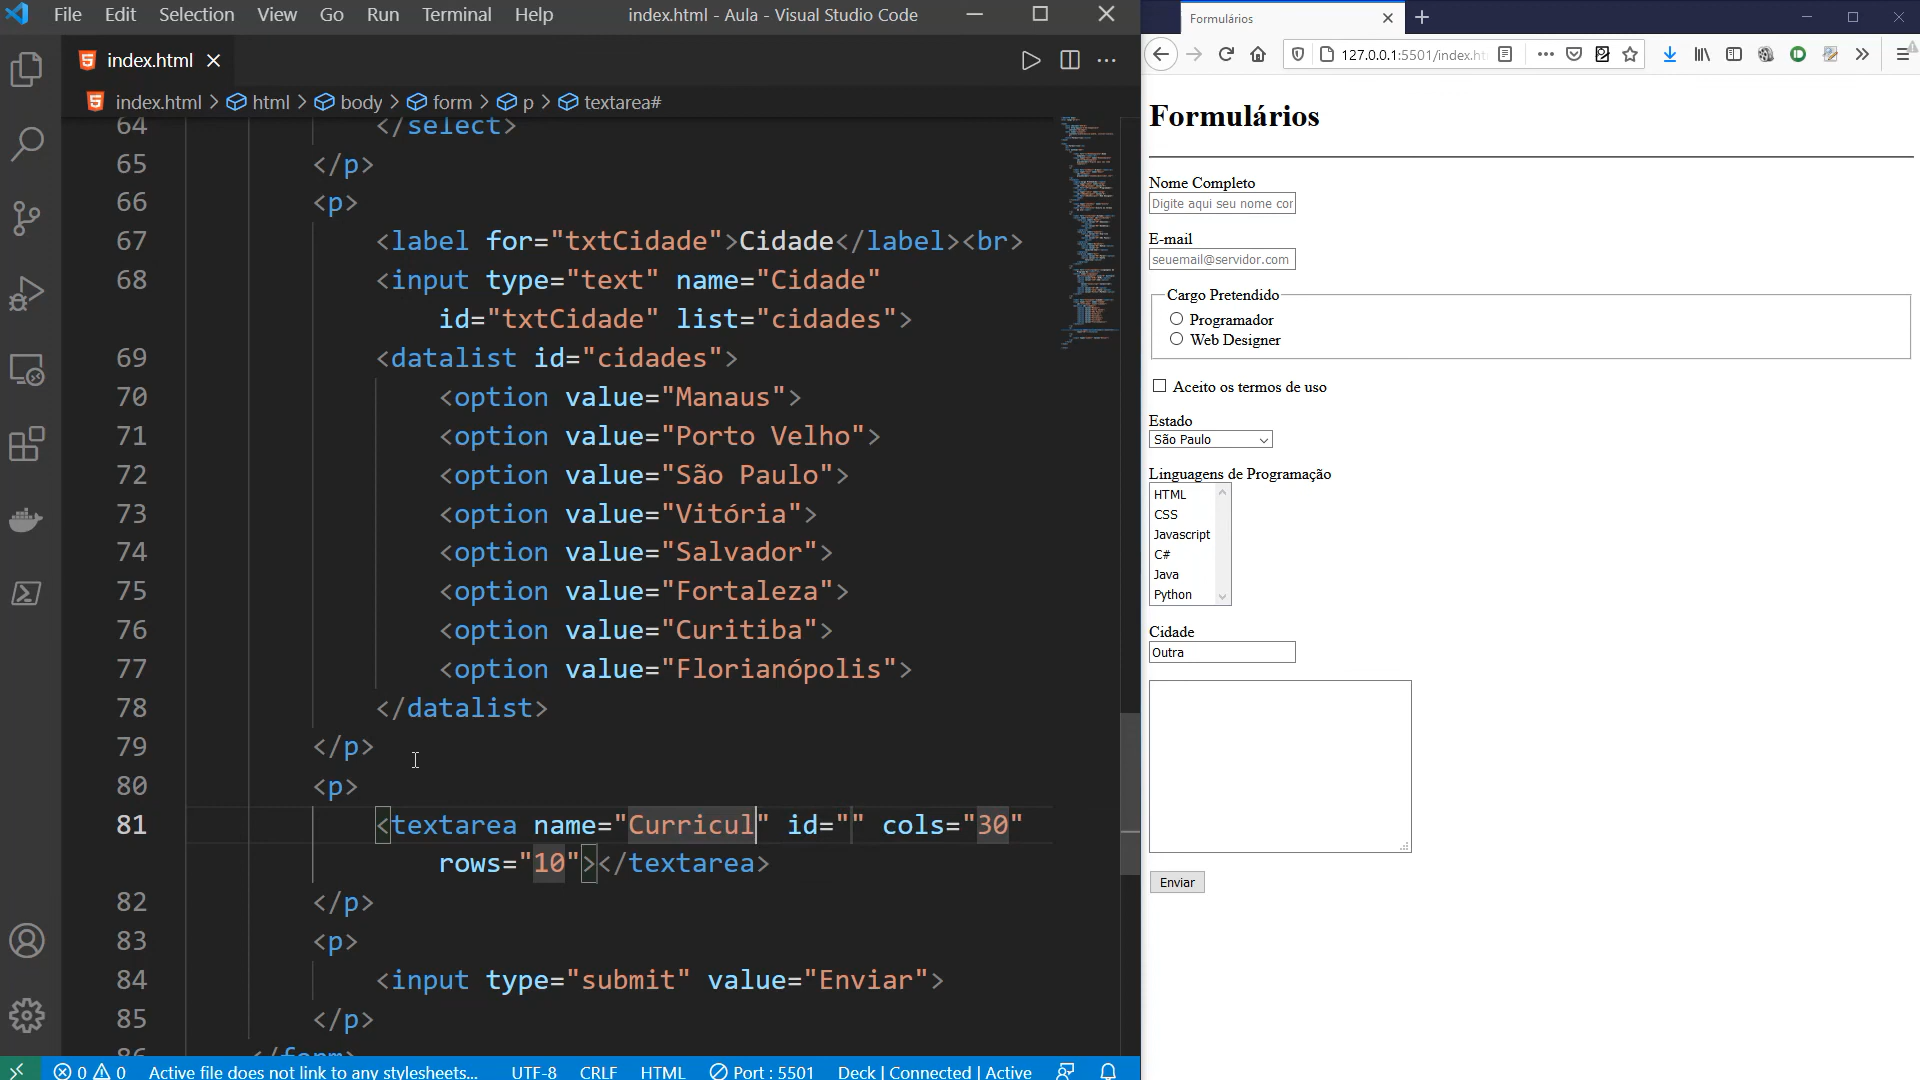 File Edit Selection View Go Run Terminal Help index.html - Aula - Visual Studio Code
index.html
index.html > html > body > form > p > textarea#
64 </select>
65 </p>
66 <p>
67 <label for="txtCidade">Cidade</label><br>
68 <input type="text" name="Cidade"
id="txtCidade" list="cidades">
69 <datalist id="cidades">
70 <option value="Manaus">
71 <option value="Porto Velho">
72 <option value="São Paulo">
73 <option value="Vitória">
74 <option value="Salvador">
75 <option value="Fortaleza">
76 <option value="Curitiba">
77 <option value="Florianópolis">
78 </datalist>
79 </p>
80 <p>
81 <textarea name="Curricul" id="" cols="30"
rows="10"></textarea>
82 </p>
83 <p>
84 <input type="submit" value="Enviar">
85 </p>
86 </form>
0 0 Active file does not link to any stylesheets... UTF-8 CRLF HTML Port : 5501 Deck | Connected | Active
Formulários
127.0.0.1:5501/index.ht
Formulários
Nome Completo
Digite aqui seu nome cor
E-mail
seuemail@servidor.com
Cargo Pretendido
Programador
Web Designer
Aceito os termos de uso
Estado
São Paulo
Linguagens de Programação
HTML
CSS
Javascript
C#
Java
Python
Cidade
Outra
Enviar